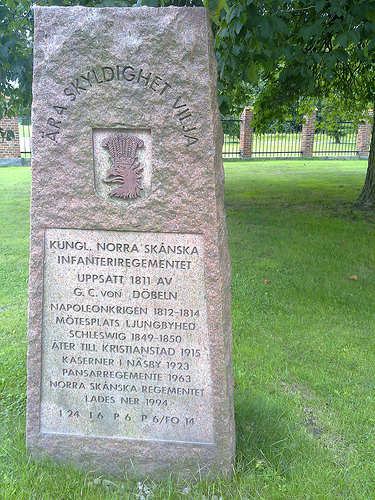 ÄRA SKYLDIGHET VILJA
KUNGL. NORRA SKÅNSKA
INFANTERIREGEMENTET
UPPSATT 1811 AV
G. C. VON DÖBELN
NAPOLEONKRIGEN 1812-1814
MÖTESPLATS LJUNGBYHED
SCHLESWIG 1849-1850
ÅTER TILL KRISTIANSTAD 1915
KASERNER I NÄSBY 1923
PANSARREGEMENTE 1963
NORRA SKÅNSKA REGEMENTET
LADES NER 1994
I 24 I 6 P 6 P 6/FO 14